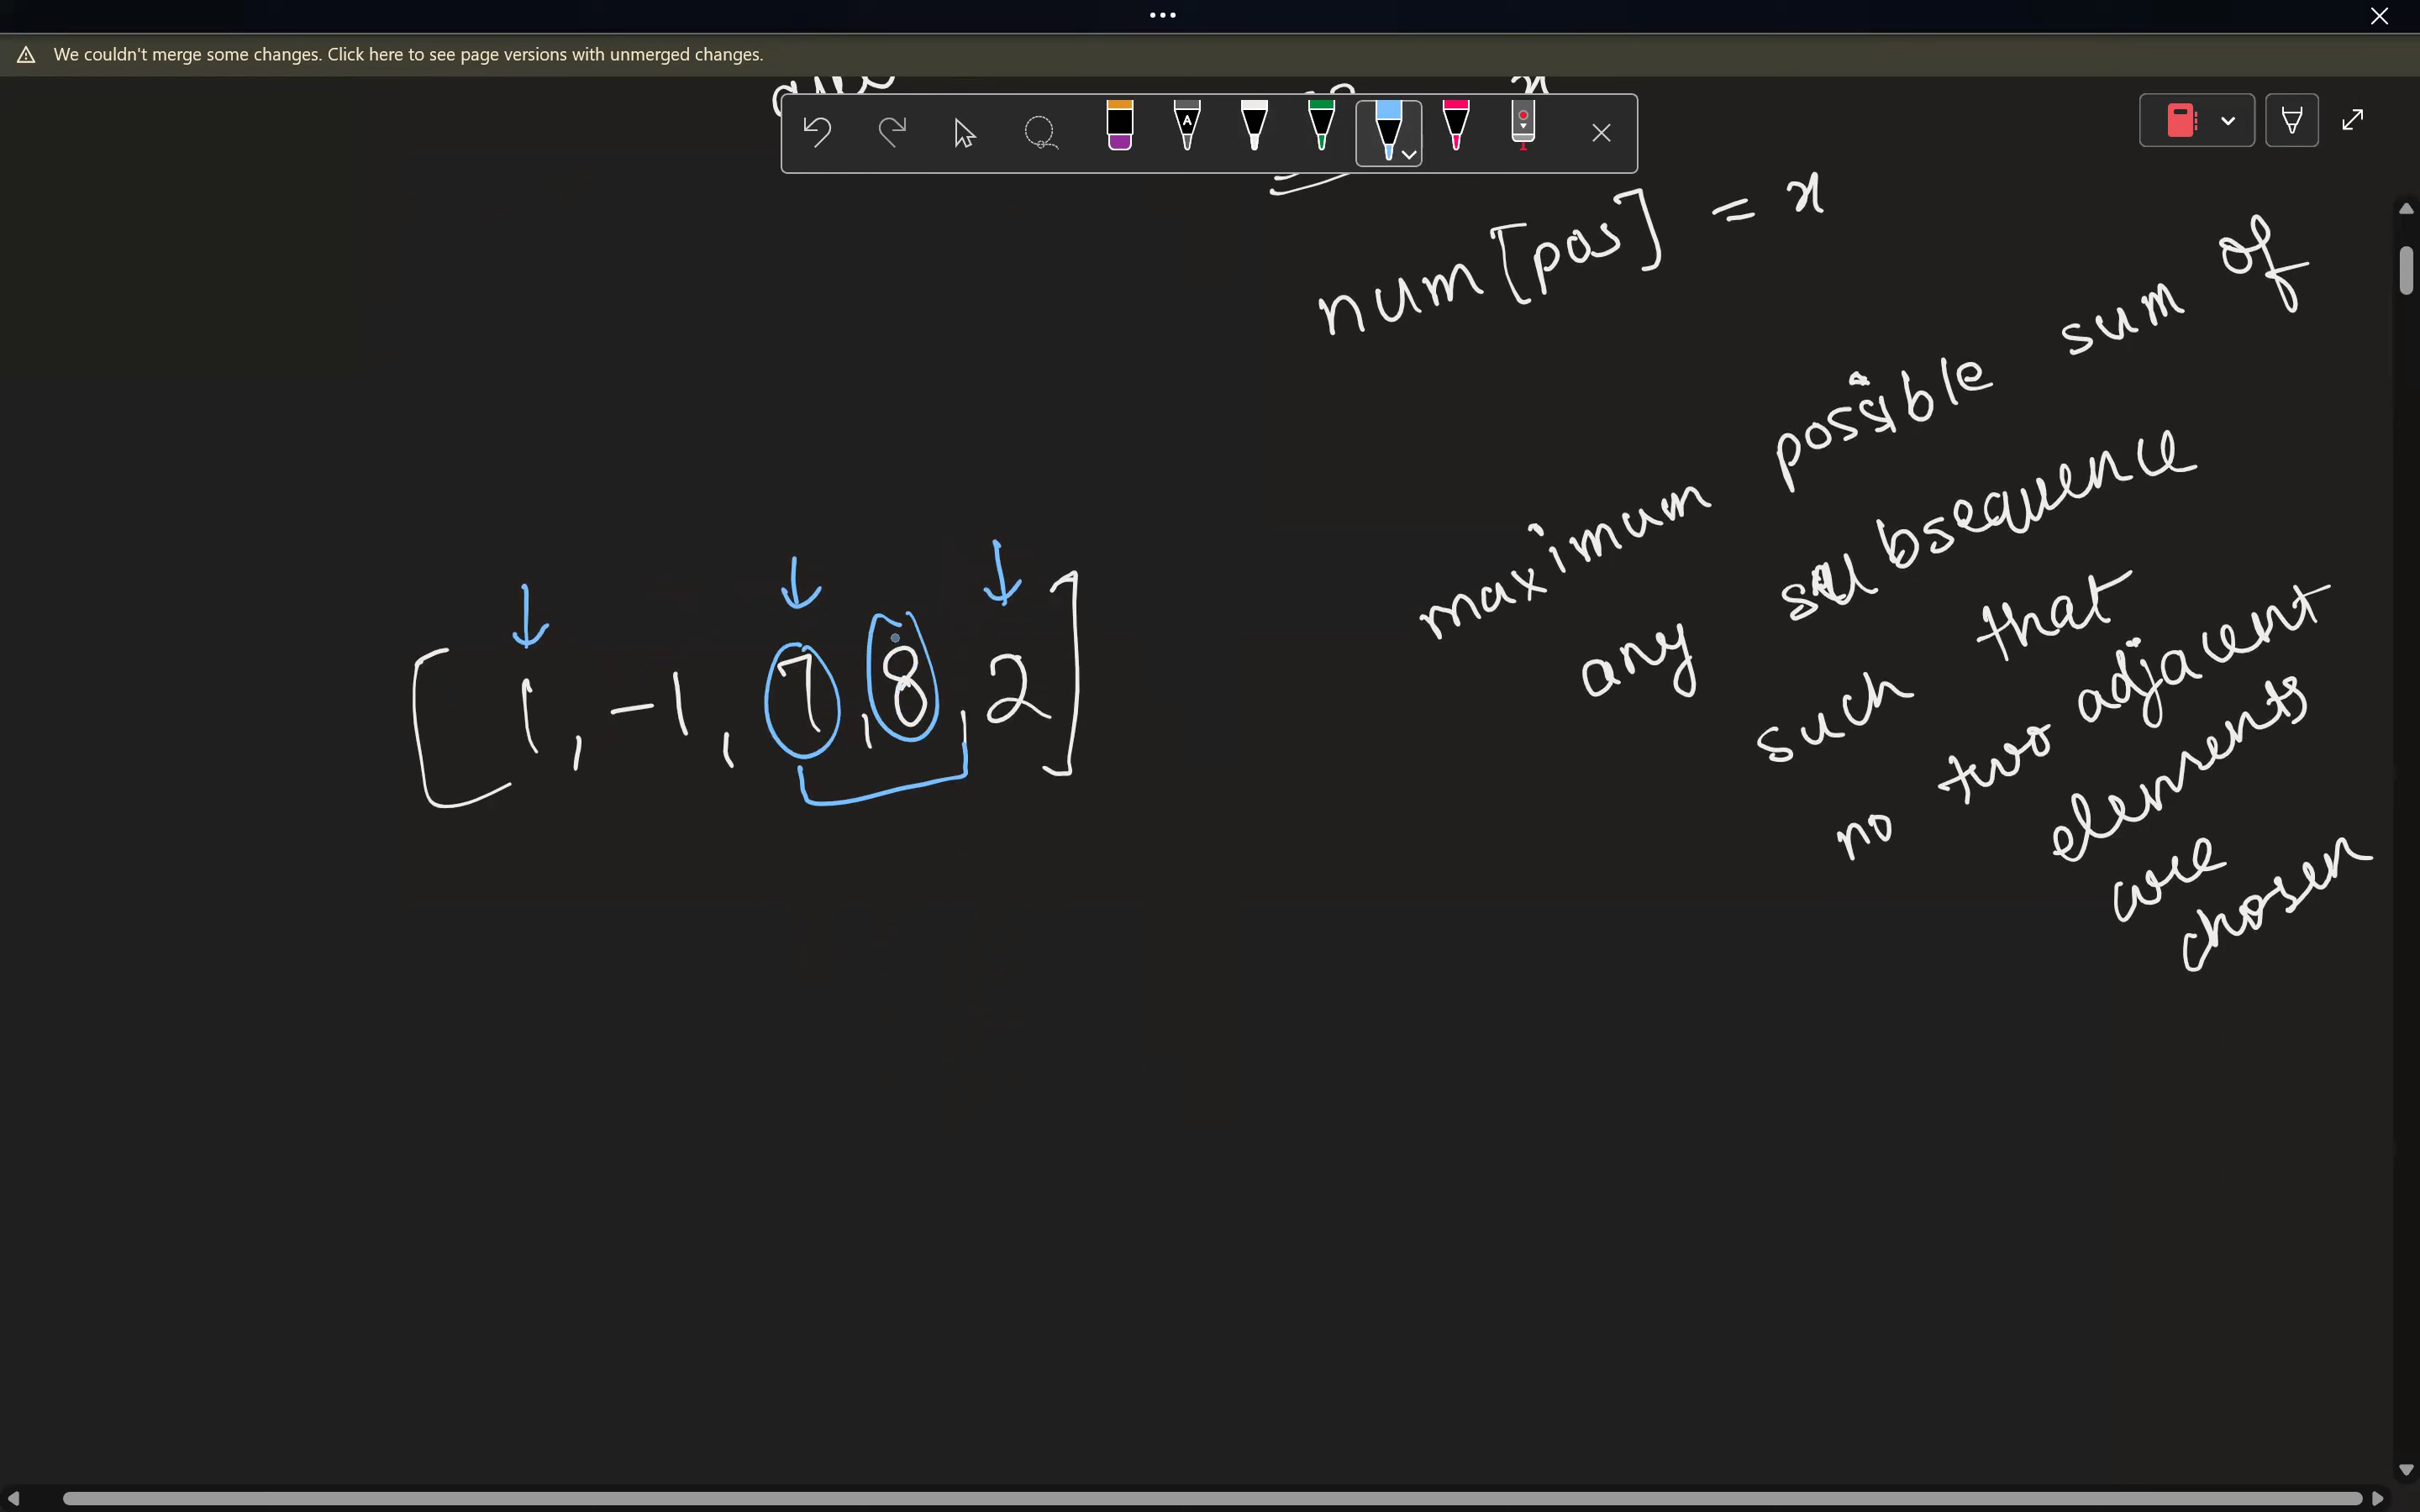 We couldn't merge some changes. Click here to see page versions with unmerged changes.
num[pos] = x
maximum possible sum of
any subsequence
such that
no two adjacent
elements
are
chosen
[1, -1, 7, 8, 2]